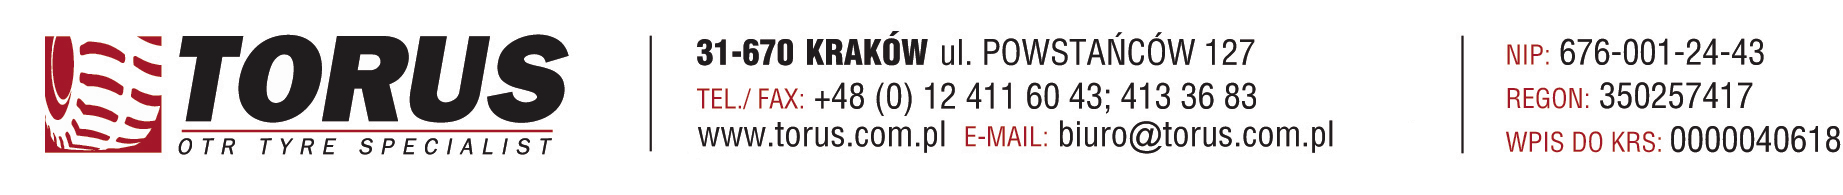 TORUS
OTR TYRE SPECIALIST
31-670 KRAKÓW ul. POWSTAŃCÓW 127
TEL./ FAX: +48 (0) 12 411 60 43; 413 36 83
www.torus.com.pl E-MAIL: biuro@torus.com.pl
NIP: 676-001-24-43
REGON: 350257417
WPIS DO KRS: 0000040618